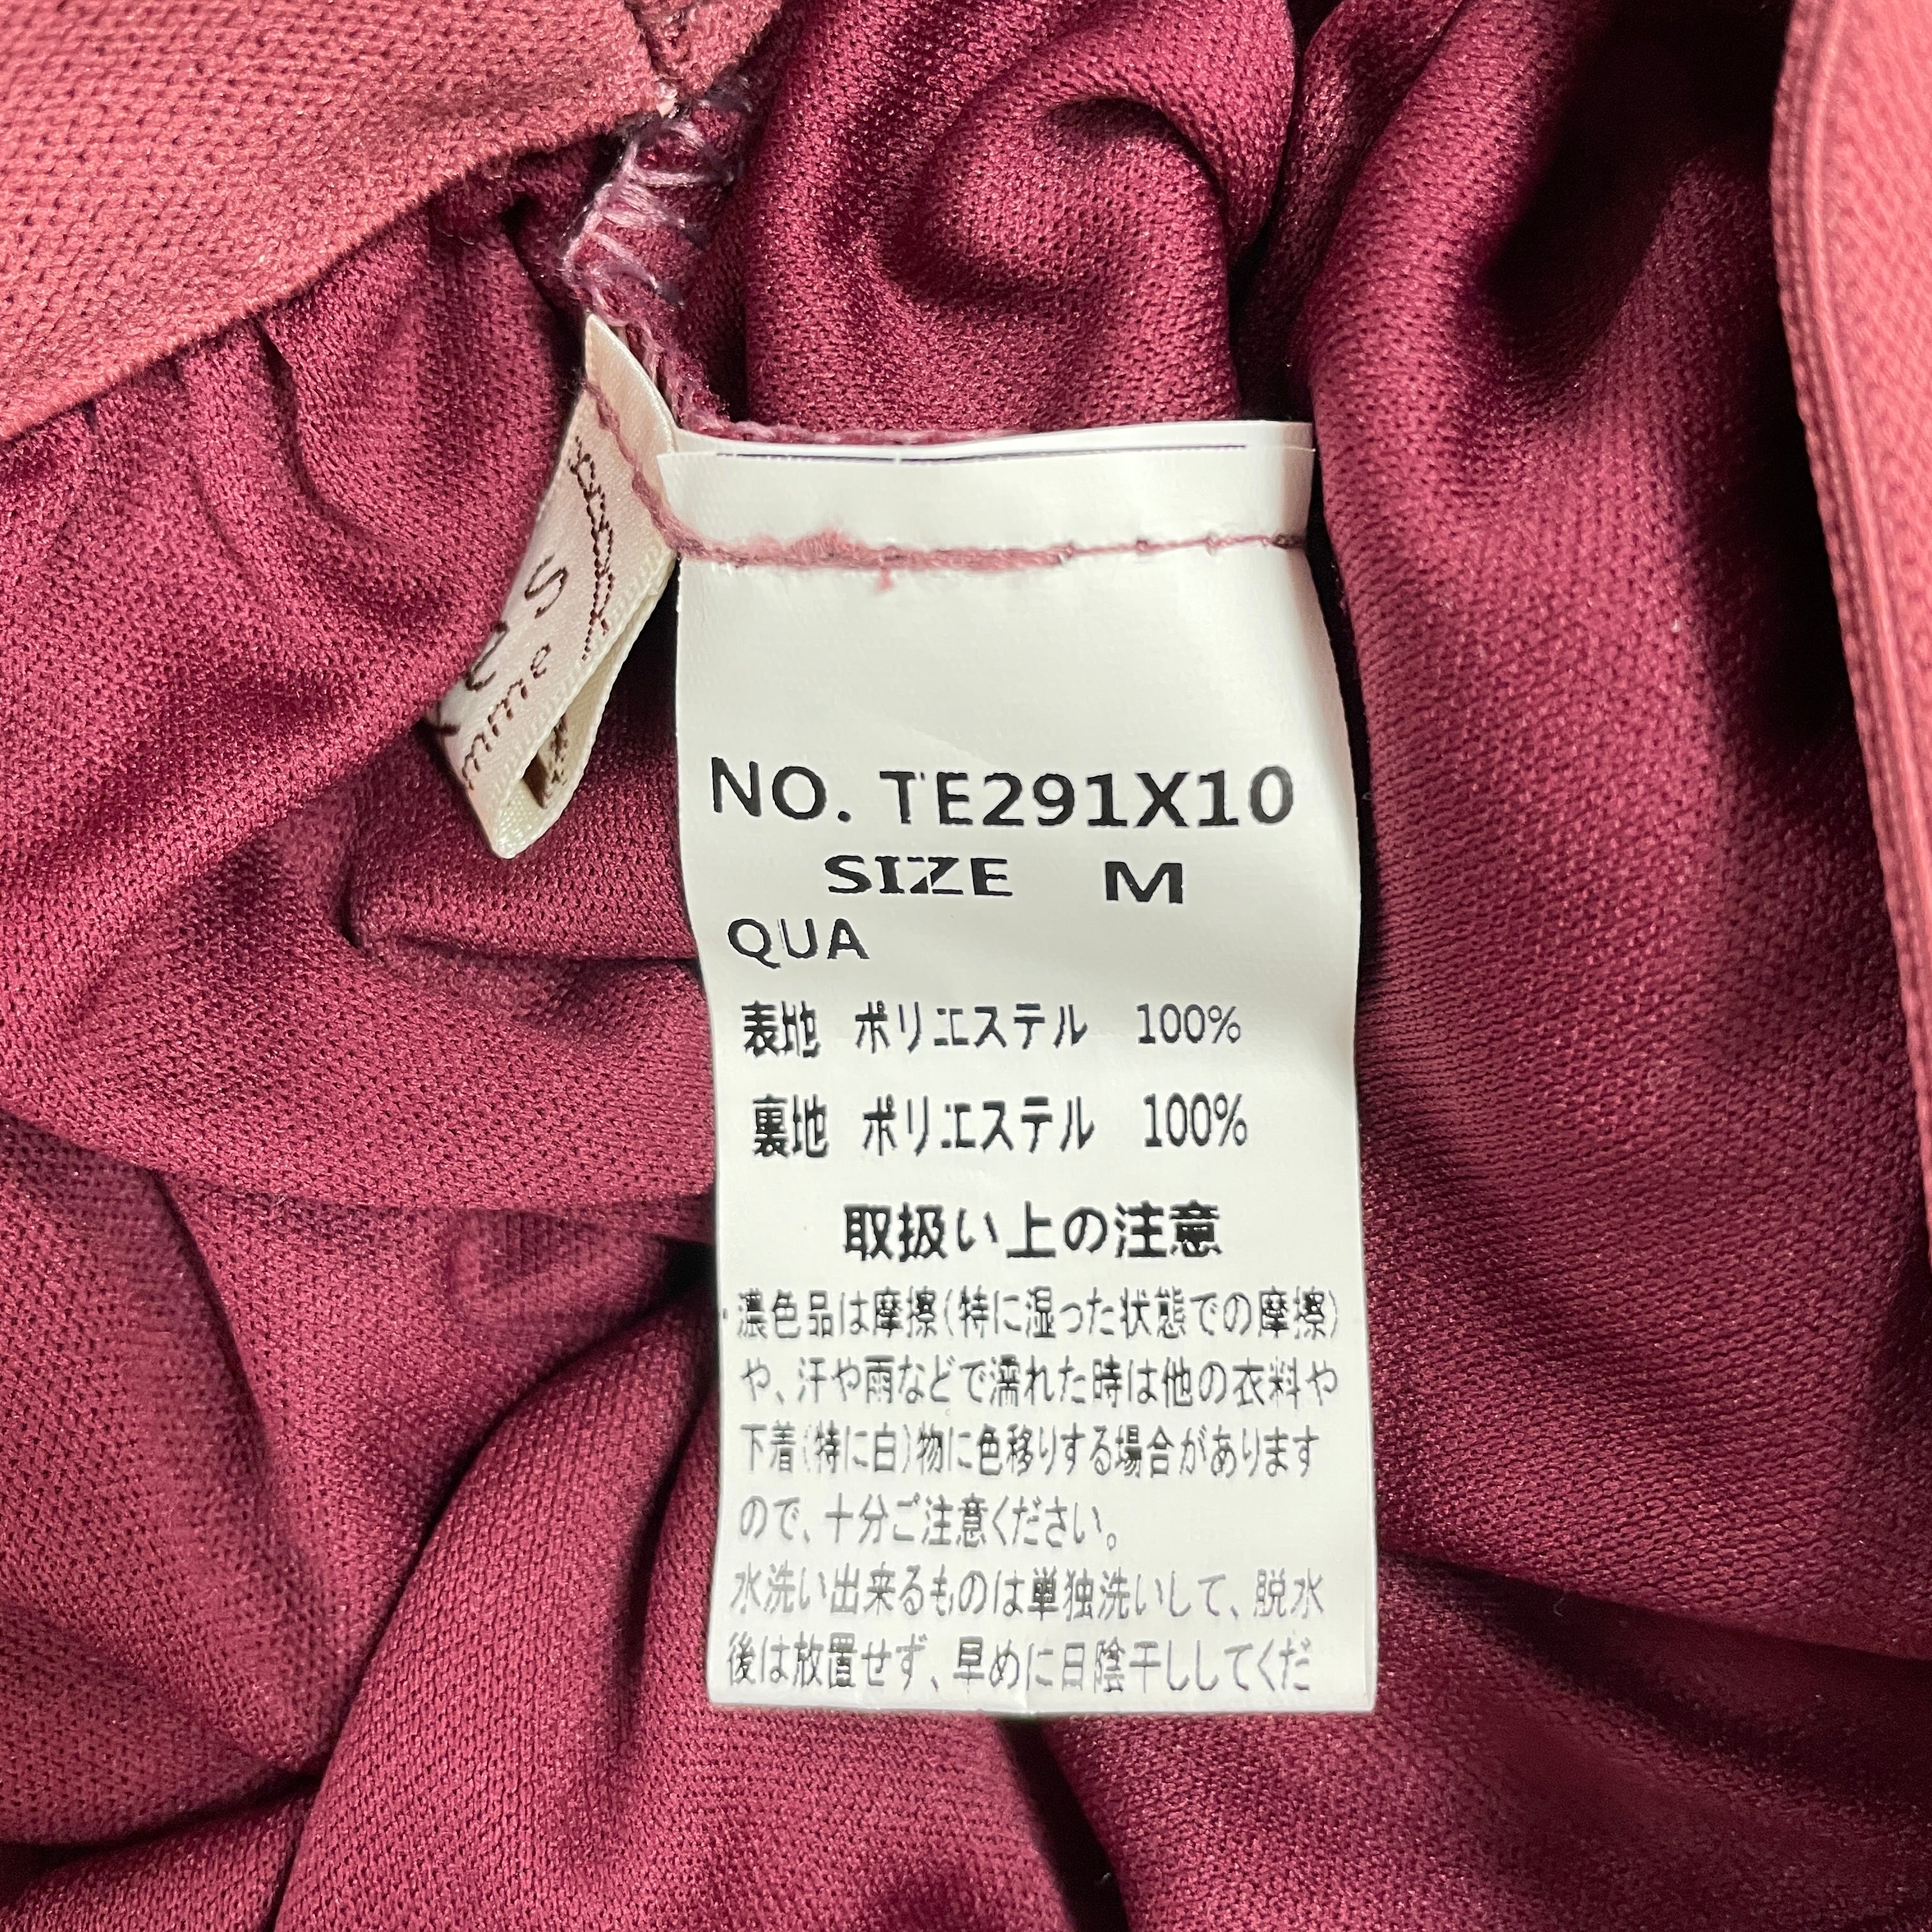 NO. TE291X10
SIZE M
QUA
表地 ポリエステル 100%
裏地 ポリエステル 100%
取扱い上の注意
・濃色品は摩擦(特に湿った状態での摩擦)
や、汗や雨などで濡れた時は他の衣料や
下着(特に白)物に色移りする場合があります
ので、十分ご注意ください。
水洗い出来るものは単独洗いして、脱水
後は放置せず、早めに日陰干ししてくだ